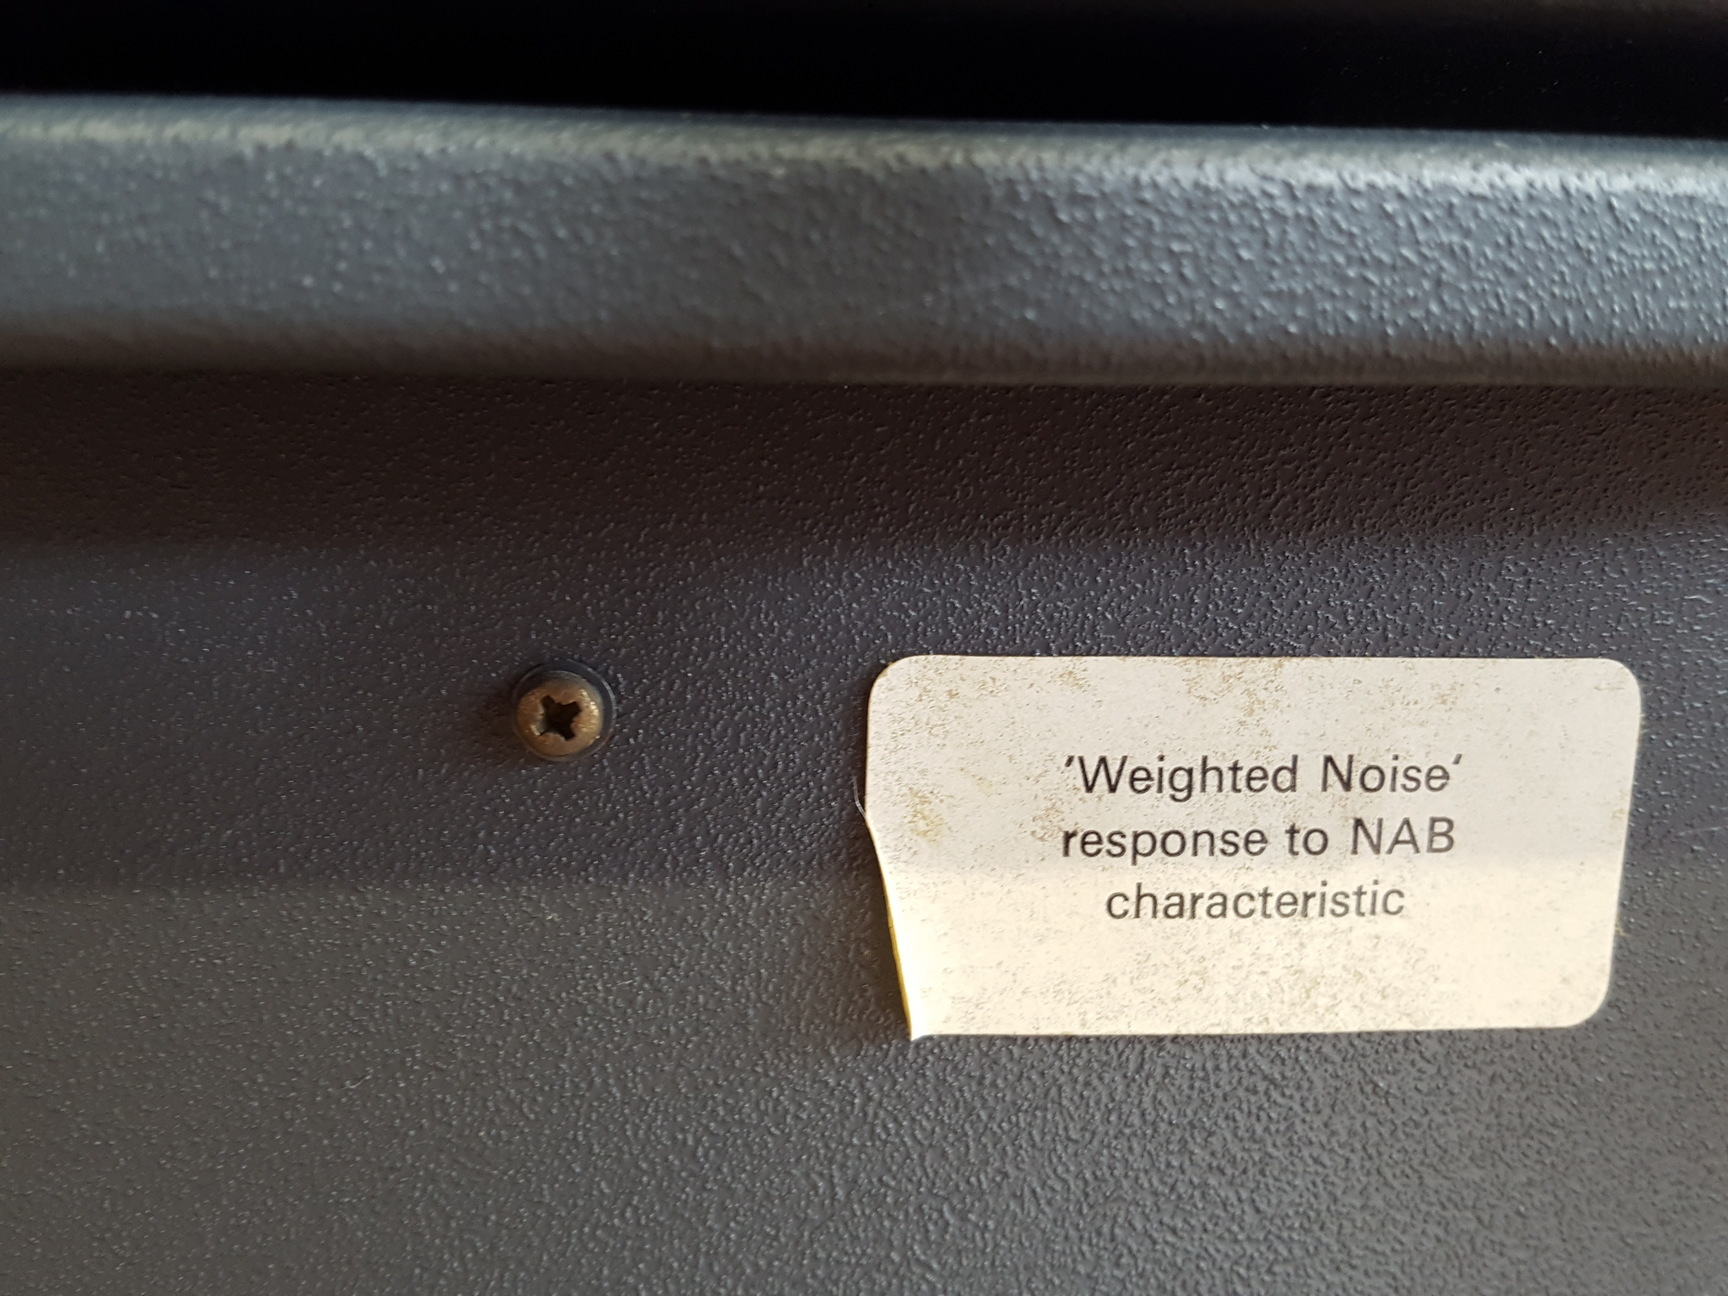 'Weighted Noise‘
response to NAB
characteristic